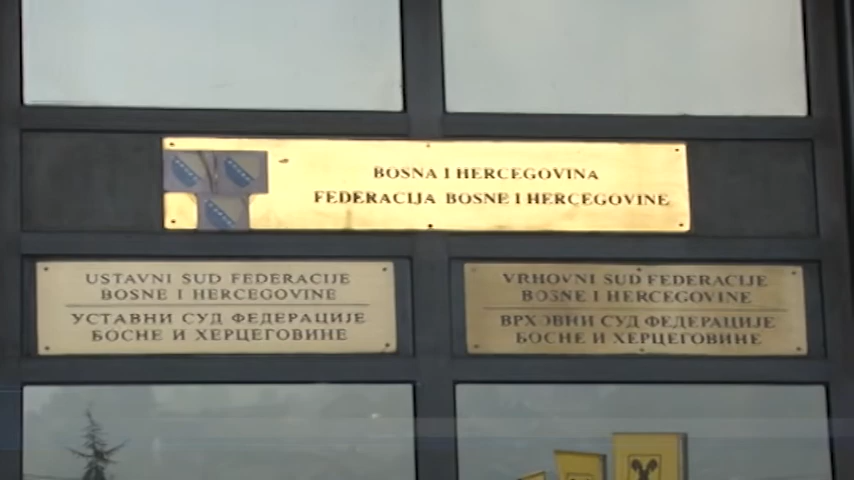 BOSNA I HERCEGOVINA
FEDERACIJA BOSNE I HERCEGOVINE
USTAVNI SUD FEDERACIJE
BOSNE I HERCEGOVINE
УСТАВНИ СУД ФЕДЕРАЦИЈЕ
БОСНЕ И ХЕРЦЕГОВИНЕ
VRHOVNI SUD FEDERACIJE
BOSNE I HERCEGOVINE
ВРХОВНИ СУД ФЕДЕРАЦИЈЕ
БОСНЕ И ХЕРЦЕГОВИНЕ